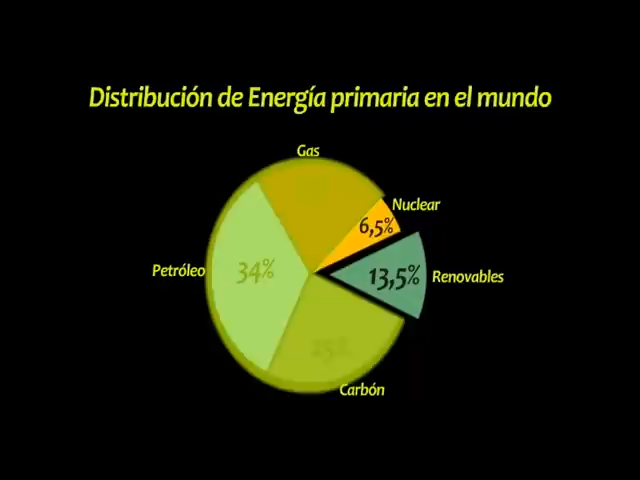 Distribución de Energía primaria en el mundo
Gas
Nuclear
6,5%
Petróleo
34%
13,5%
Renovables
Carbón